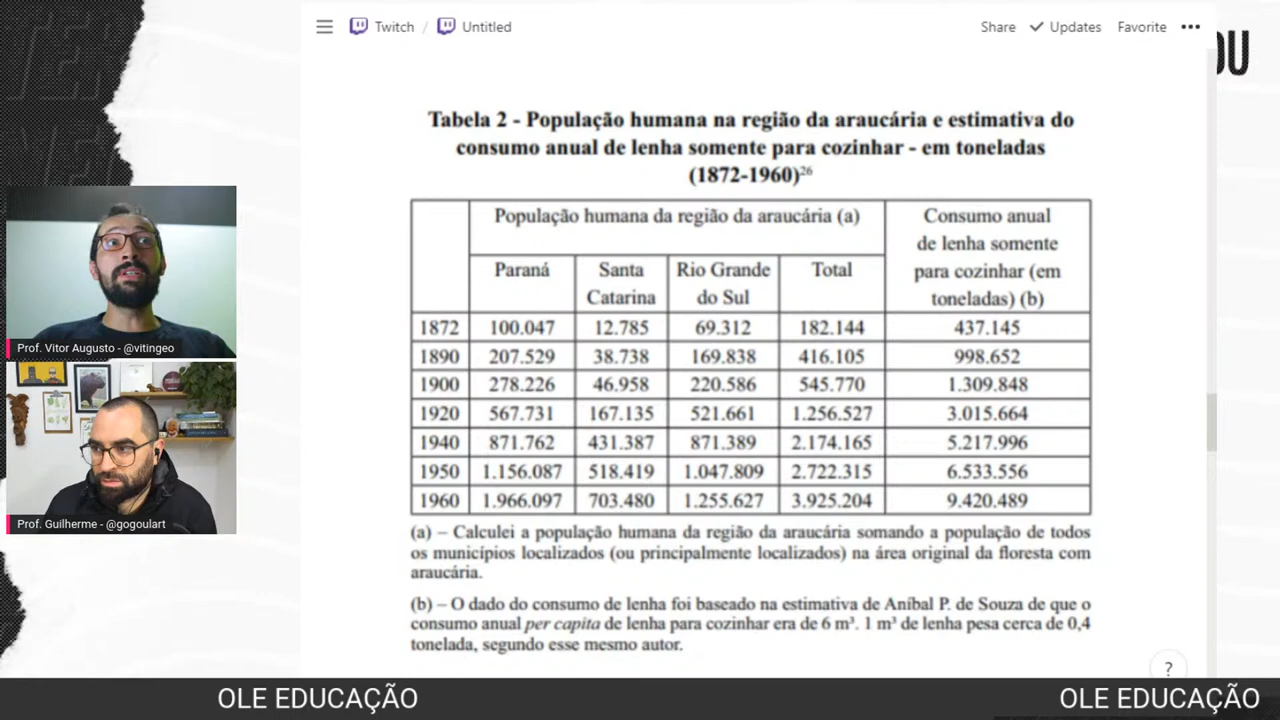 Twitch / Untitled
Share Updates Favorite •••
OU
Tabela 2 - População humana na região da araucária e estimativa do
consumo anual de lenha somente para cozinhar - em toneladas
(1872-1960)²⁶
População humana da região da araucária (a)
Consumo anual
de lenha somente
para cozinhar (em
toneladas) (b)
Paraná
Santa
Catarina
Rio Grande
do Sul
Total
1872 100.047 12.785 69.312 182.144 437.145
1890 207.529 38.738 169.838 416.105 998.652
1900 278.226 46.958 220.586 545.770 1.309.848
1920 567.731 167.135 521.661 1.256.527 3.015.664
1940 871.762 431.387 871.389 2.174.165 5.217.996
1950 1.156.087 518.419 1.047.809 2.722.315 6.533.556
1960 1.966.097 703.480 1.255.627 3.925.204 9.420.489
(a) – Calculei a população humana da região da araucária somando a população de todos
os municípios localizados (ou principalmente localizados) na área original da floresta com
araucária.
(b) – O dado do consumo de lenha foi baseado na estimativa de Aníbal P. de Souza de que o
consumo anual per capita de lenha para cozinhar era de 6 m³. 1 m³ de lenha pesa cerca de 0,4
tonelada, segundo esse mesmo autor.
?
Prof. Vitor Augusto - @vitingeo
Prof. Guilherme - @gogoulart
OLE EDUCAÇÃO
OLE EDUCAÇÃO